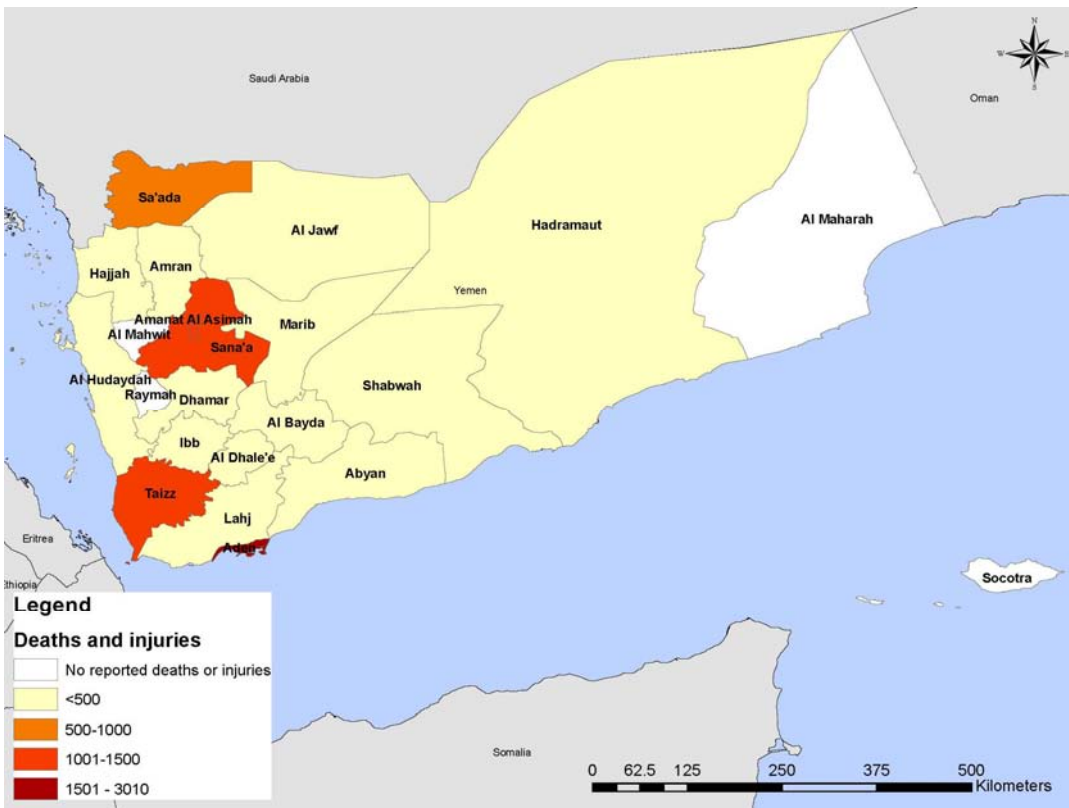 N
W
E
S
Saudi Arabia
Oman
Sa'ada
Al Jawf
Hadramaut
Al Maharah
Hajjah
Amran
Yemen
Amanat Al Asimah
Marib
Al Mahwit
Sana'a
Al Hudaydah
Shabwah
Raymah
Dhamar
Al Bayda
Ibb
Al Dhale'e
Abyan
Taizz
Lahj
Aden
Eritrea
Ethiopia
Socotra
Legend
Deaths and injuries
No reported deaths or injuries
<500
500-1000
1001-1500
1501 - 3010
Somalia
0 62.5 125 250 375 500
Kilometers